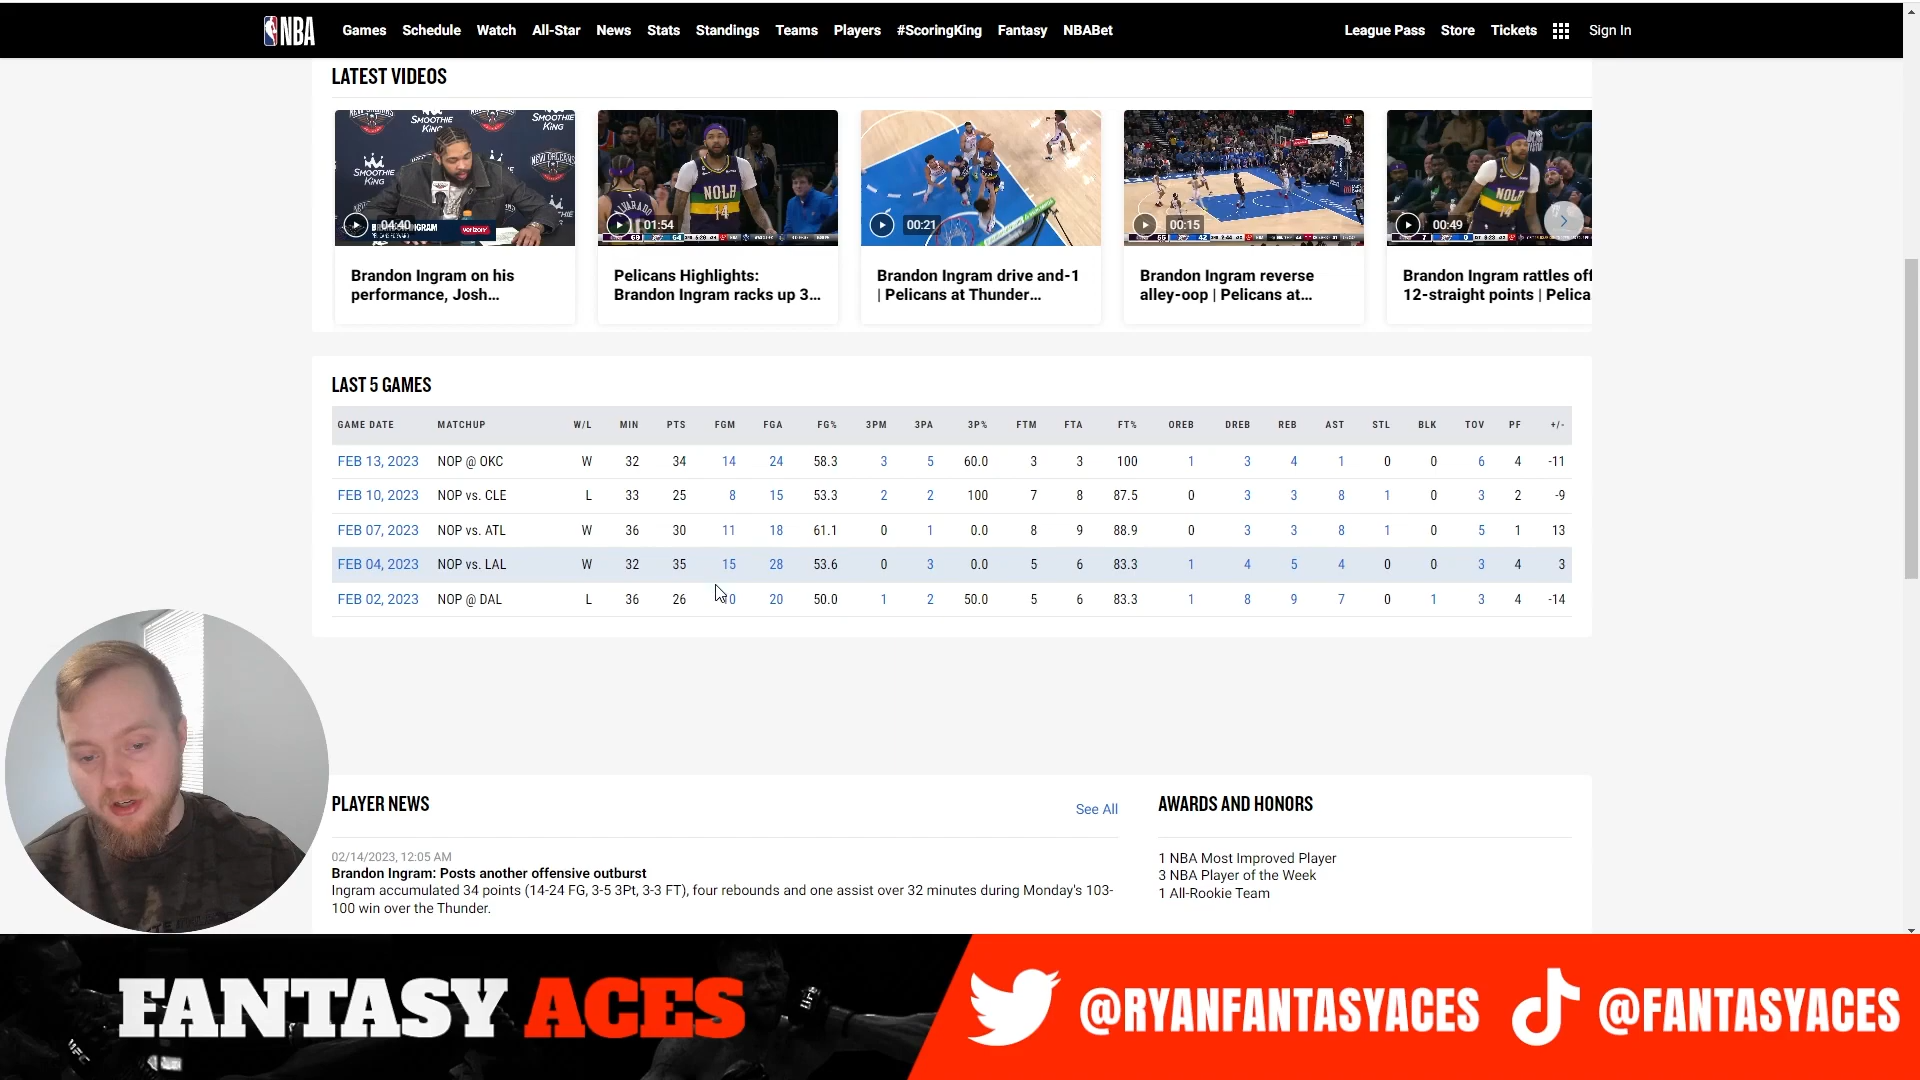 NBA Games Schedule Watch All-Star News Stats Standings Teams Players #ScoringKing Fantasy NBABet League Pass Store Tickets Sign In
LATEST VIDEOS
SMOOTHIE KING
SMOOTHIE KING
NEW ORLEANS
verizon
04:40
NOLA
14
01:54
00:21
00:15
NOLA
00:49
Brandon Ingram on his
performance, Josh...
Pelicans Highlights:
Brandon Ingram racks up 3...
Brandon Ingram drive and-1
| Pelicans at Thunder...
Brandon Ingram reverse
alley-oop | Pelicans at...
Brandon Ingram rattles off
12-straight points | Pelica
LAST 5 GAMES
GAME DATE MATCHUP W/L MIN PTS FGM FGA FG% 3PM 3PA 3P% FTM FTA FT% OREB DREB REB AST STL BLK TOV PF +/-
FEB 13, 2023 NOP @ OKC W 32 34 14 24 58.3 3 5 60.0 3 3 100 1 3 4 1 0 0 6 4 -11
FEB 10, 2023 NOP vs. CLE L 33 25 8 15 53.3 2 2 100 7 8 87.5 0 3 3 8 1 0 3 2 -9
FEB 07, 2023 NOP vs. ATL W 36 30 11 18 61.1 0 1 0.0 8 9 88.9 0 3 3 8 1 0 5 1 13
FEB 04, 2023 NOP vs. LAL W 32 35 15 28 53.6 0 3 0.0 5 6 83.3 1 4 5 4 0 0 3 4 3
FEB 02, 2023 NOP @ DAL L 36 26 10 20 50.0 1 2 50.0 5 6 83.3 1 8 9 7 0 1 3 4 -14
PLAYER NEWS
See All
02/14/2023, 12:05 AM
Brandon Ingram: Posts another offensive outburst
Ingram accumulated 34 points (14-24 FG, 3-5 3Pt, 3-3 FT), four rebounds and one assist over 32 minutes during Monday's 103-
100 win over the Thunder.
AWARDS AND HONORS
1 NBA Most Improved Player
3 NBA Player of the Week
1 All-Rookie Team
FANTASY ACES
UFC
UFC
@RYANFANTASYACES
@FANTASYACES